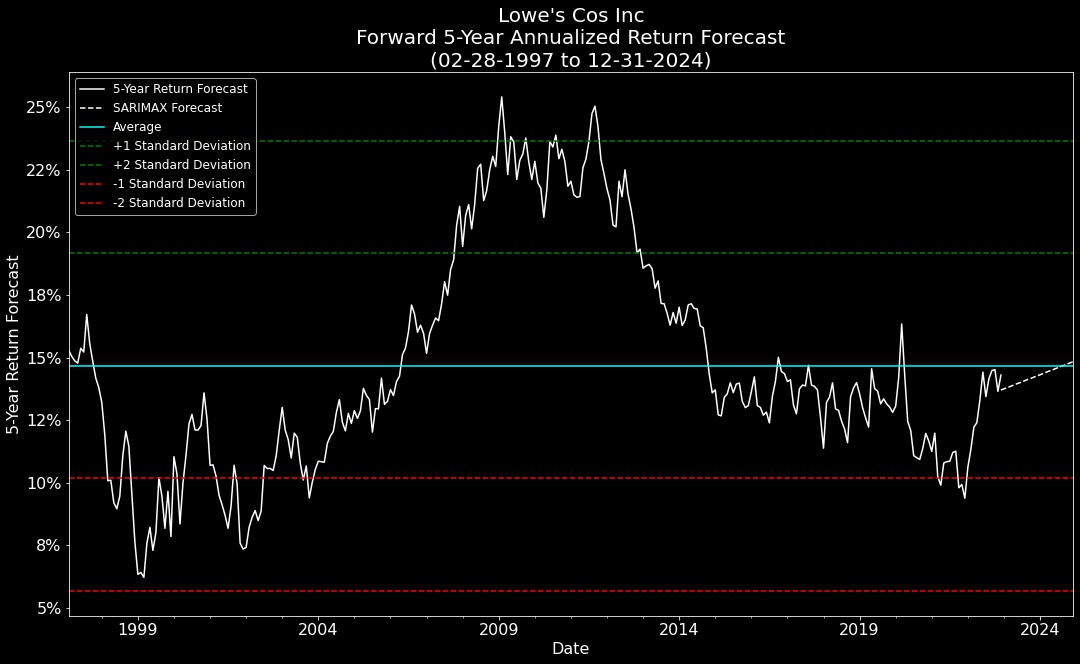 Lowe's Cos Inc
Forward 5-Year Annualized Return Forecast
(02-28-1997 to 12-31-2024)
5-Year Return Forecast
SARIMAX Forecast
Average
+1 Standard Deviation
+2 Standard Deviation
-1 Standard Deviation
-2 Standard Deviation
5-Year Return Forecast
25%
22%
20%
18%
15%
12%
10%
8%
5%
1999 2004 2009 2014 2019 2024
Date